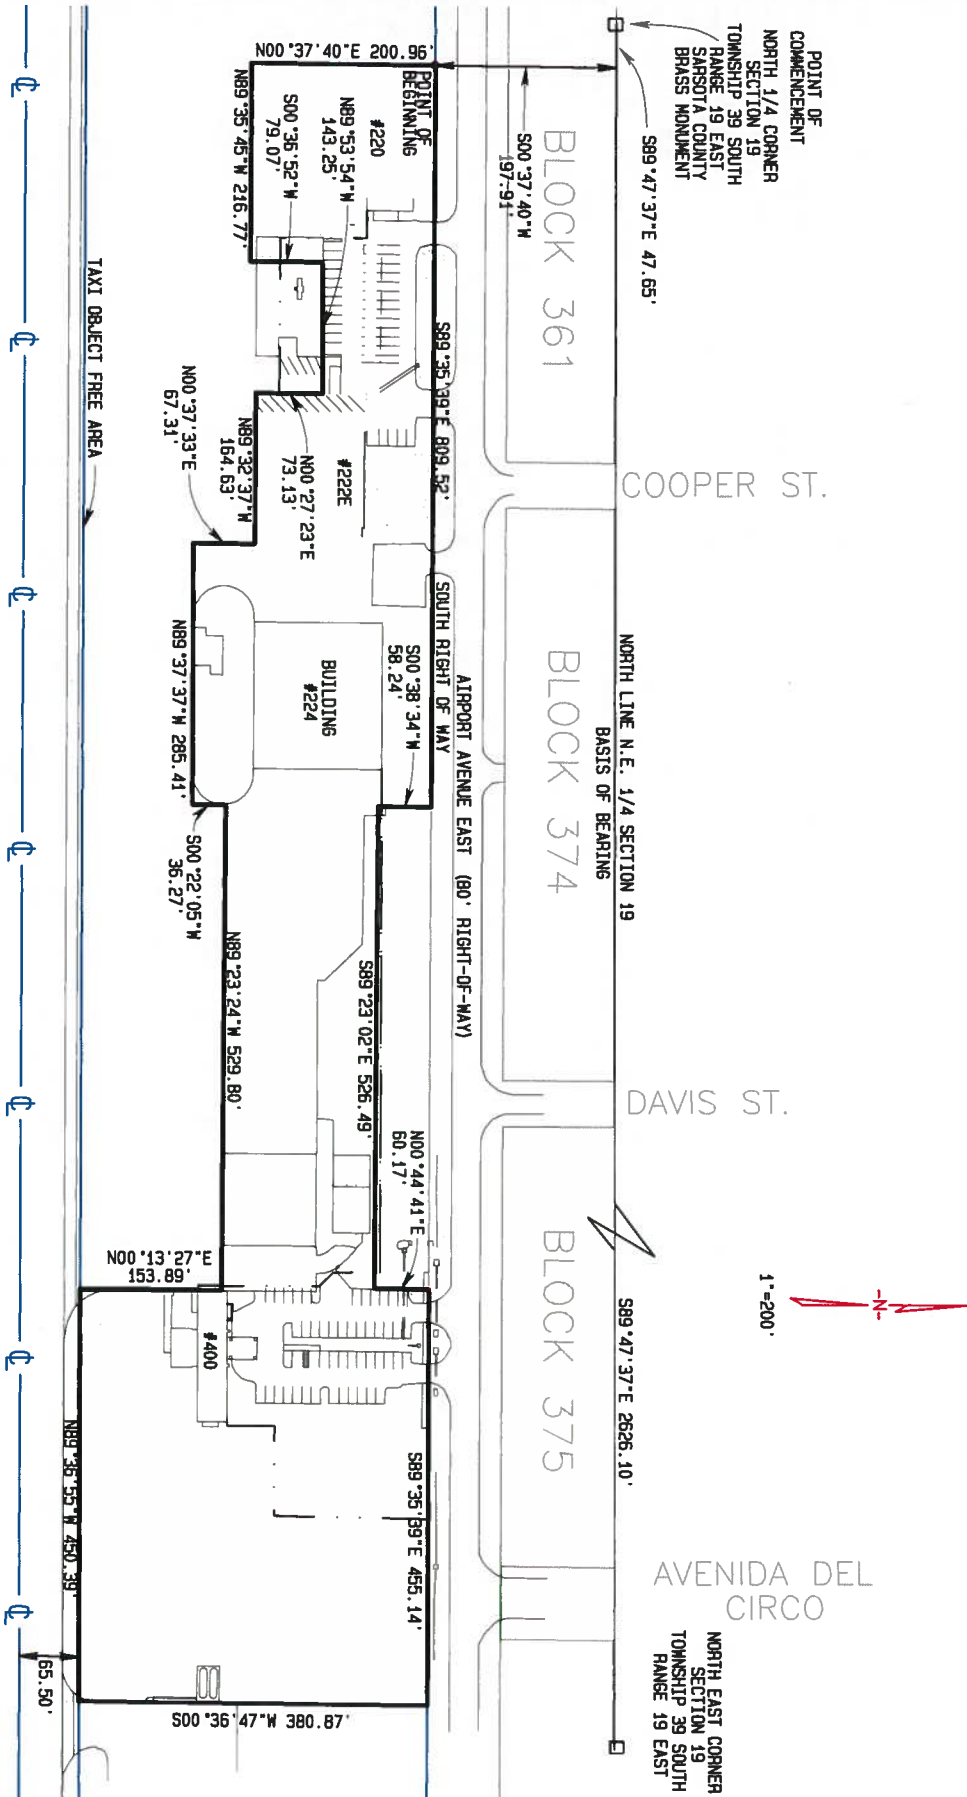 POINT OF
COMMENCEMENT
NORTH 1/4 CORNER
SECTION 19
TOWNSHIP 39 SOUTH
RANGE 19 EAST
SARSOTA COUNTY
BRASS MONUMENT
S89°47'37"E 47.65'
S00°37'40"W
197.91'
BLOCK 361
COOPER ST.
NORTH LINE N.E. 1/4 SECTION 19
BASIS OF BEARING
BLOCK 374
DAVIS ST.
1"=200'
N
S89°47'37"E 2626.10'
BLOCK 375
AVENIDA DEL
CIRCO
NORTH EAST CORNER
SECTION 19
TOWNSHIP 39 SOUTH
RANGE 19 EAST
AIRPORT AVENUE EAST (80' RIGHT-OF-WAY)
SOUTH RIGHT OF WAY
N00°37'40"E 200.96'
POINT OF
BEGINNING
#220
S89°35'39"E 809.52'
N89°53'54"W
143.25'
S00°36'52"W
79.07'
N89°35'45"W 216.77'
#222E
N00°27'23"E
73.13'
N89°32'37"W
164.63'
N00°37'33"E
67.31'
S00°38'34"W
58.24'
BUILDING
#224
N89°37'37"W 285.41'
S00°22'05"W
36.27'
S89°23'02"E 526.49'
N89°23'24"W 529.80'
N00°44'41"E
60.17'
N00°13'27"E
153.89'
#400
S89°35'39"E 455.14'
N89°36'55"W 450.39'
S00°36'47"W 380.87'
65.50'
TAXI OBJECT FREE AREA
℄
℄
℄
℄
℄
℄
℄